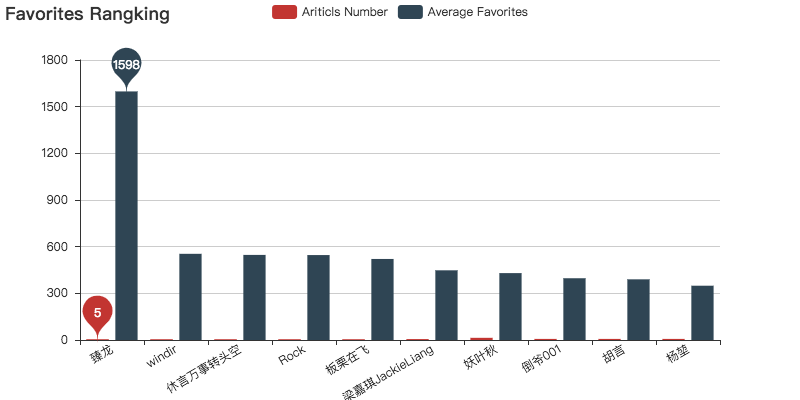 Favorites Rangking
Ariticls Number
Average Favorites
1800
1500
1200
900
600
300
0
1598
5
臻龙
windir
休言万事转头空
Rock
板栗在飞
梁嘉琪JackieLiang
妖叶秋
倒爷001
胡言
杨堃